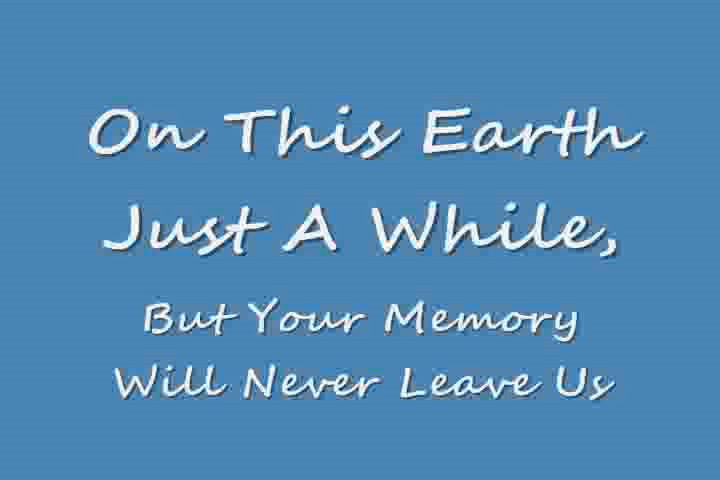 On This Earth
Just A While,
But Your Memory
Will Never Leave Us